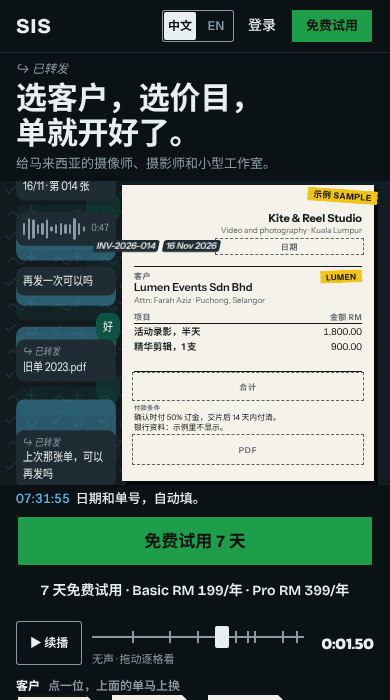 SIS
中文
EN
登录
免费试用
↪ 已转发
选客户，选价目，
单就开好了。
给马来西亚的摄像师、摄影师和小型工作室。
16/11·第 014 张
0:47
再发一次可以吗
好
↪ 已转发
旧单 2023.pdf
↪ 已转发
上次那张单，可以
再发吗
示例 SAMPLE
Kite & Reel Studio
Video and photography · Kuala Lumpur
INV-2026-014
16 Nov 2026
日期
客户
LUMEN
Lumen Events Sdn Bhd
Attn: Farah Aziz · Puchong, Selangor
项目
金额 RM
活动录影，半天
1,800.00
精华剪辑，1 支
900.00
合计
付款条件
确认时付 50% 订金，交片后 14 天内付清。
银行资料：示例里不显示。
PDF
07:31:55 日期和单号，自动填。
免费试用 7 天
7 天免费试用 · Basic RM 199/年 · Pro RM 399/年
▶ 续播
0:01.50
无声·拖动逐格看
客户 点一位，上面的单马上换